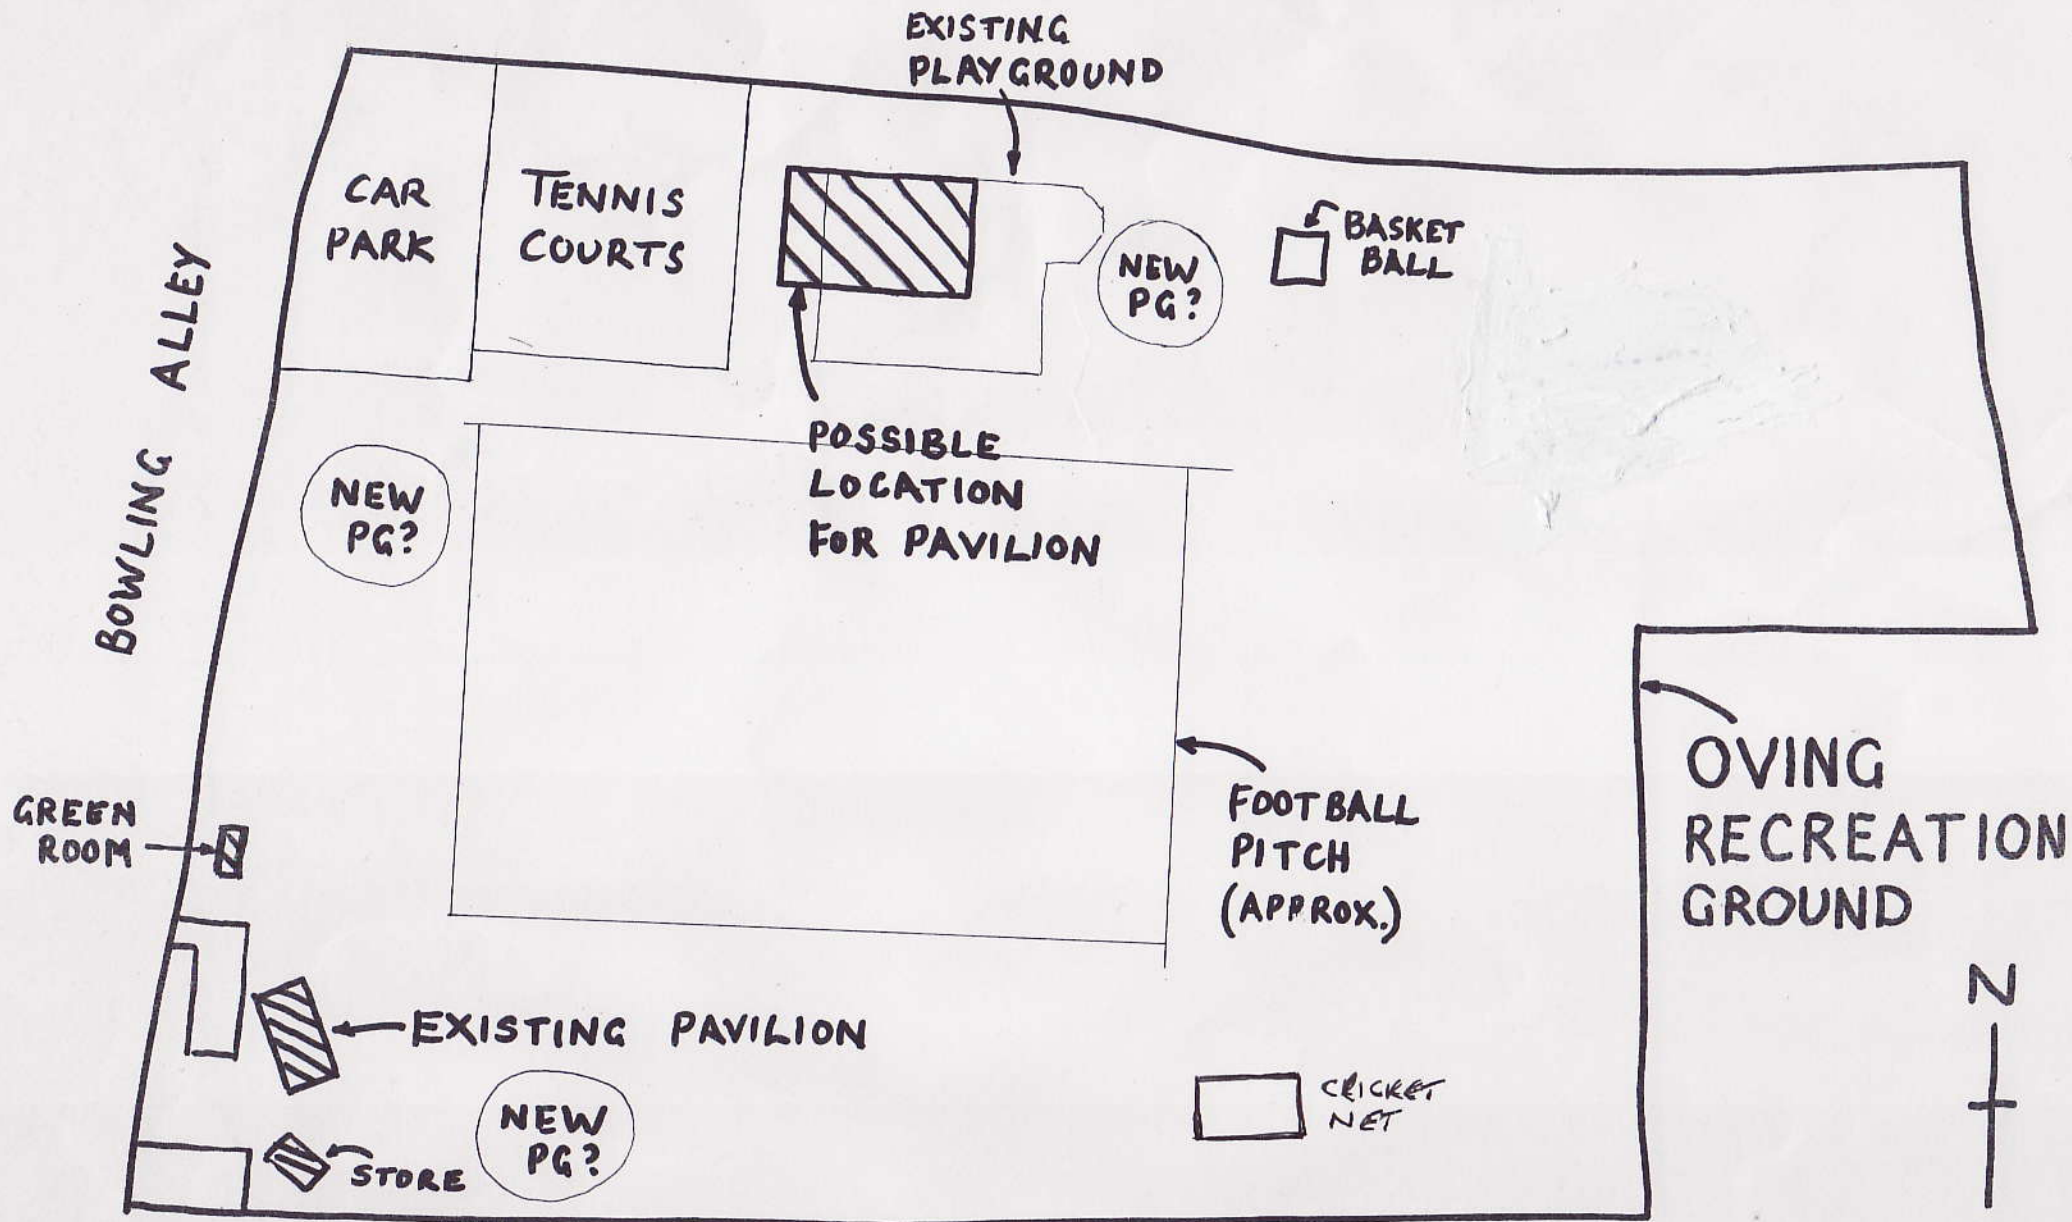 EXISTING
PLAYGROUND
CAR
PARK
TENNIS
COURTS
NEW
PG?
BASKET
BALL
BOWLING ALLEY
POSSIBLE
LOCATION
FOR PAVILION
NEW
PG?
GREEN
ROOM
FOOTBALL
PITCH
(APPROX.)
OVING
RECREATION
GROUND
N
EXISTING PAVILION
NEW
PG?
STORE
CRICKET
NET